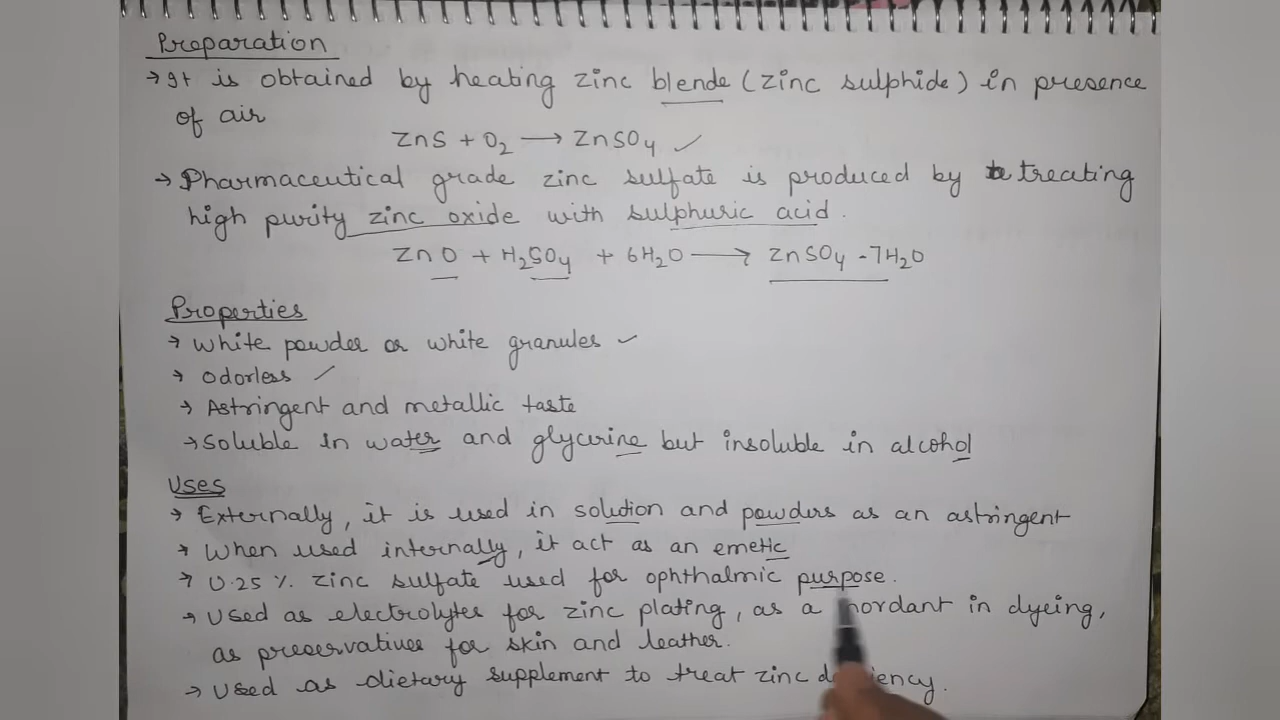 Preparation
→ It is obtained by heating zinc blende (zinc sulphide) in presence
of air
ZnS + O2 → ZnSO4 ✓
→ Pharmaceutical grade zinc sulfate is produced by treating
high purity zinc oxide with sulphuric acid.
ZnO + H2SO4 + 6H2O → ZnSO4 - 7H2O
Properties
→ White powder or white granules ✓
→ Odorless ✓
→ Astringent and metallic taste
→ Soluble in water and glycerine but insoluble in alcohol
Uses
→ Externally, it is used in solution and powders as an astringent
→ When used internally, it act as an emetic
→ 0.25 % zinc sulfate used for ophthalmic purpose.
→ Used as electrolytes for zinc plating, as a mordant in dyeing,
as preservatives for skin and leather.
→ Used as dietary supplement to treat zinc